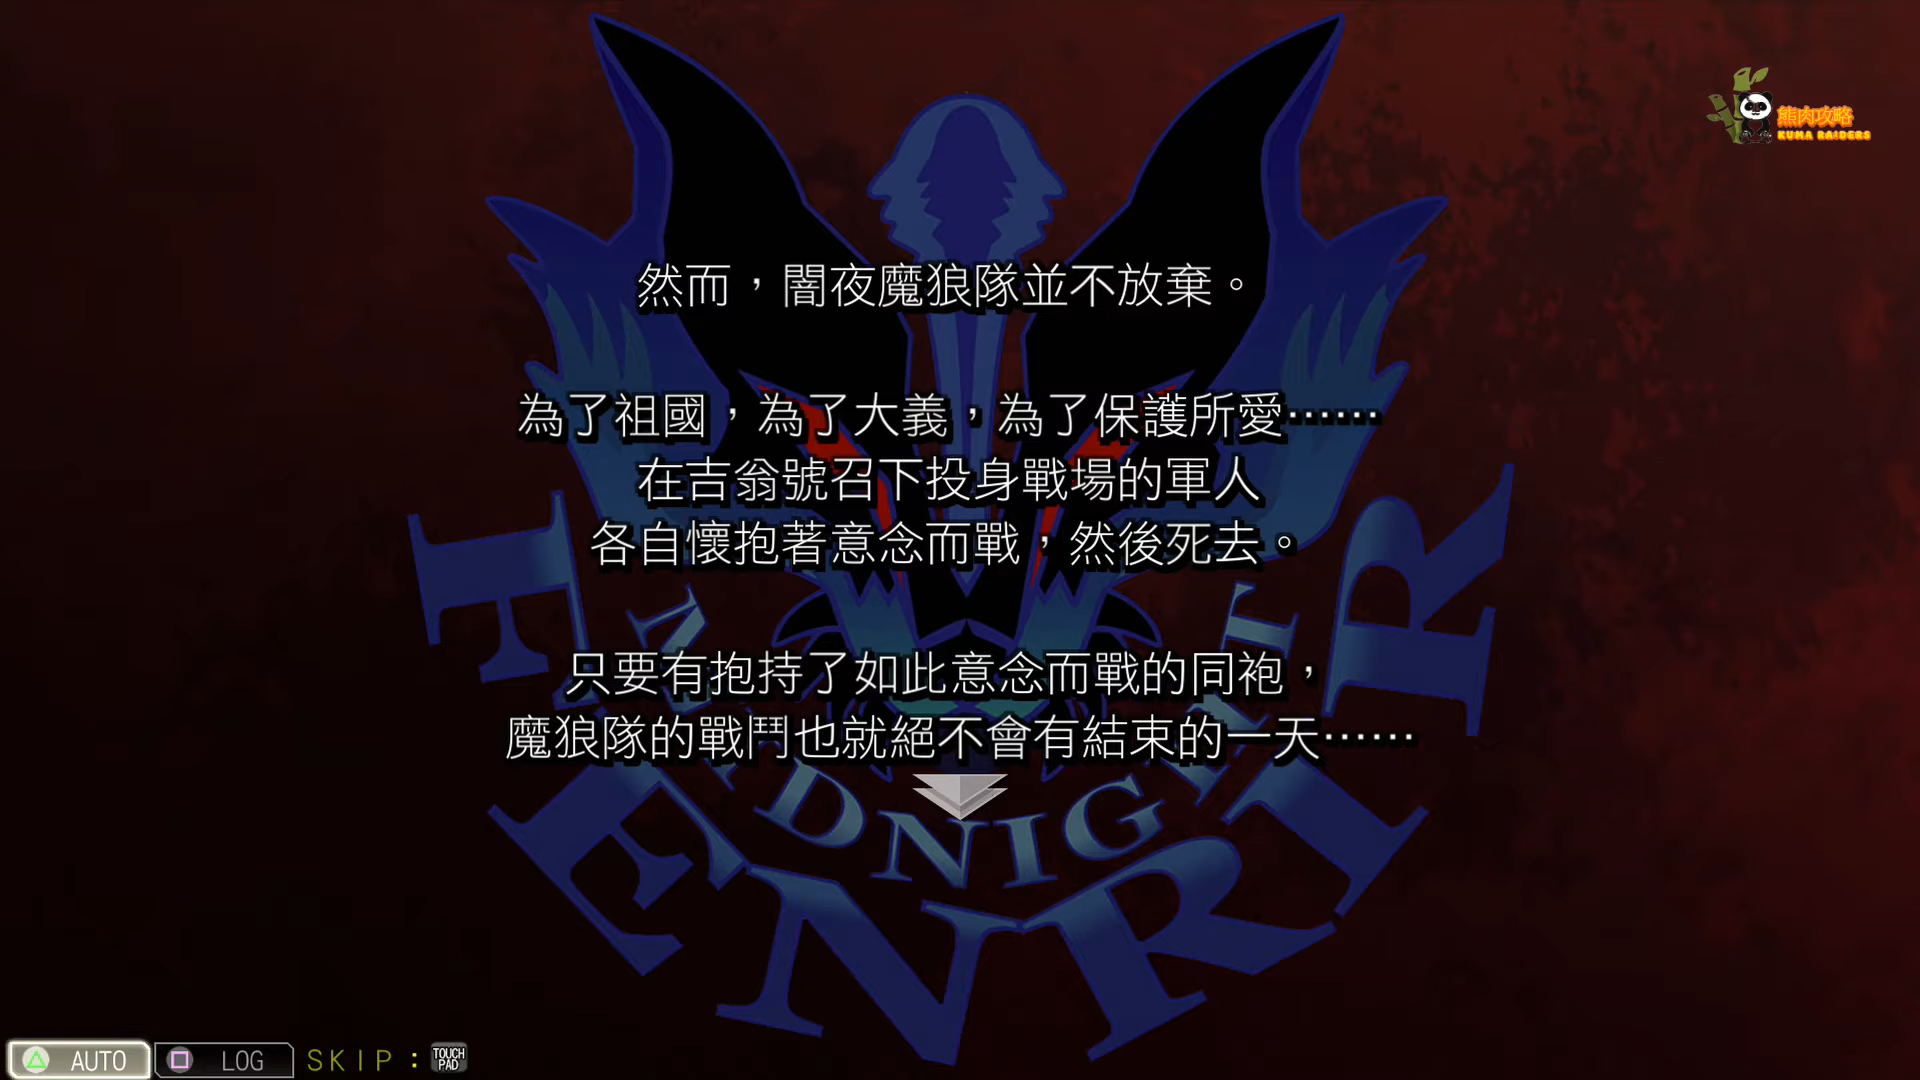 熊肉攻略
KUMA RAIDERS
然而，闇夜魔狼隊並不放棄。
為了祖國，為了大義，為了保護所愛⋯⋯
在吉翁號召下投身戰場的軍人
各自懷抱著意念而戰，然後死去。
只要有抱持了如此意念而戰的同袍，
魔狼隊的戰鬥也就絕不會有結束的一天⋯⋯
MIDNIGHT
FENRIR
AUTO
LOG
SKIP：
TOUCH PAD